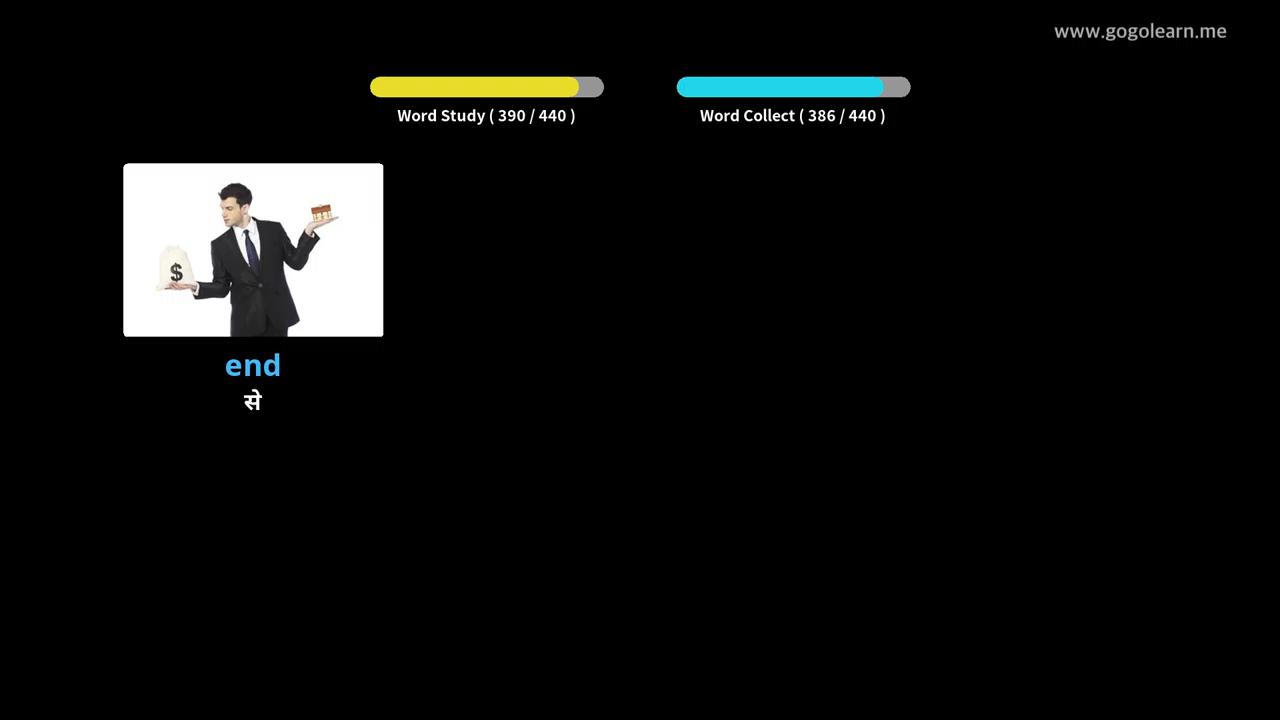 www.gogolearn.me
Word Study ( 390 / 440 )
Word Collect ( 386 / 440 )
$
end
से